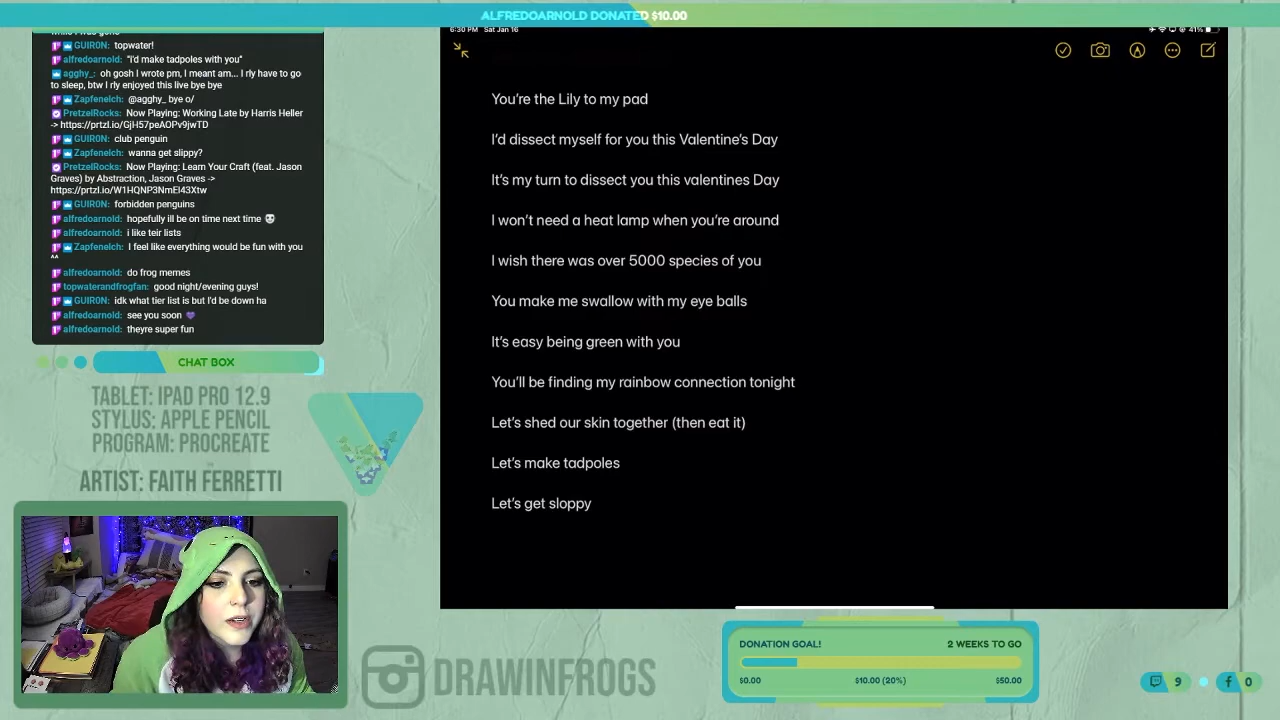 ALFREDOARNOLD DONATED $10.00
GUIR0N: topwater!
alfredoarnold: "I'd make tadpoles with you"
agghy_: oh gosh I wrote pm, I meant am... I rly have to go
to sleep, btw I rly enjoyed this live bye bye
Zapfenelch: @agghy_ bye o/
PretzelRocks: Now Playing: Working Late by Harris Heller
-> https://prtzl.io/GjH57peAOPv9jwTD
GUIR0N: club penguin
Zapfenelch: wanna get slippy?
PretzelRocks: Now Playing: Learn Your Craft (feat. Jason
Graves) by Abstraction, Jason Graves ->
https://prtzl.io/W1HQNP3NmEI43Xtw
GUIR0N: forbidden penguins
alfredoarnold: hopefully ill be on time next time
alfredoarnold: i like teir lists
Zapfenelch: I feel like everything would be fun with you
^^
alfredoarnold: do frog memes
topwaterandfrogfan: good night/evening guys!
GUIR0N: idk what tier list is but I'd be down ha
alfredoarnold: see you soon
alfredoarnold: theyre super fun
CHAT BOX
TABLET: IPAD PRO 12.9
STYLUS: APPLE PENCIL
PROGRAM: PROCREATE
ARTIST: FAITH FERRETTI
6:30 PM Sat Jan 16
41%
You're the Lily to my pad
I'd dissect myself for you this Valentine's Day
It's my turn to dissect you this valentines Day
I won't need a heat lamp when you're around
I wish there was over 5000 species of you
You make me swallow with my eye balls
It's easy being green with you
You'll be finding my rainbow connection tonight
Let's shed our skin together (then eat it)
Let's make tadpoles
Let's get sloppy
DRAWINFROGS
DONATION GOAL! 2 WEEKS TO GO
$0.00 $10.00 (20%) $50.00
9 0